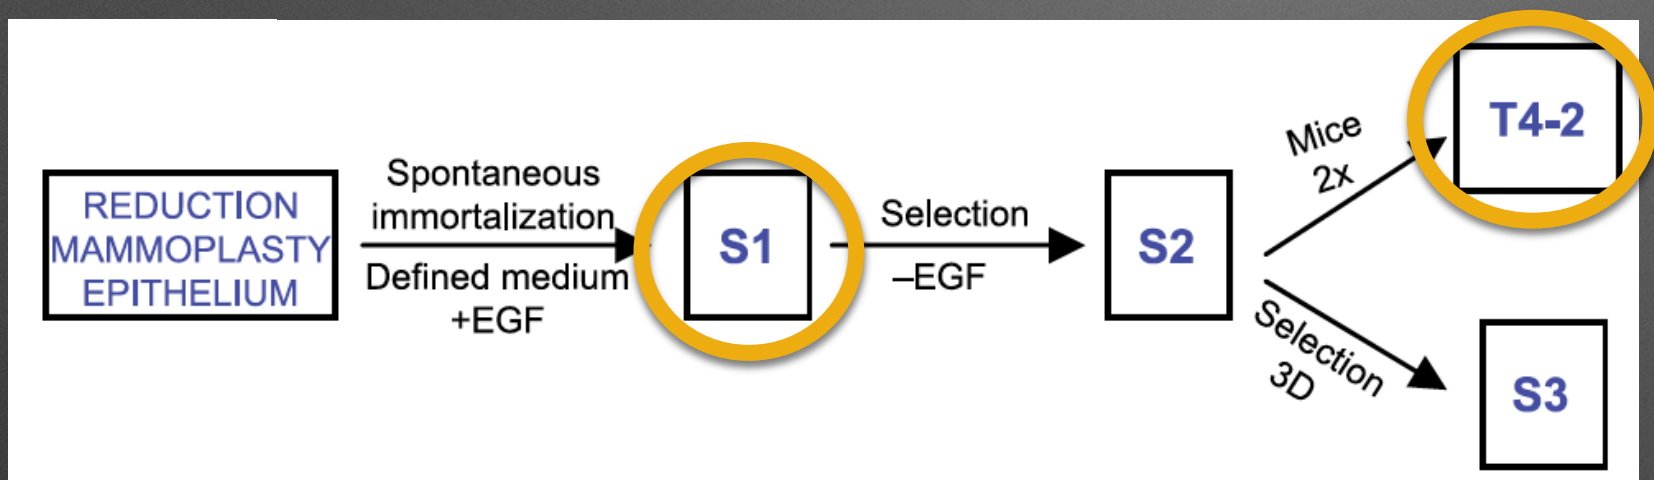 REDUCTION
MAMMOPLASTY
EPITHELIUM
Spontaneous
immortalization
Defined medium
+EGF
S1
Selection
–EGF
S2
Mice
2x
T4-2
Selection
3D
S3